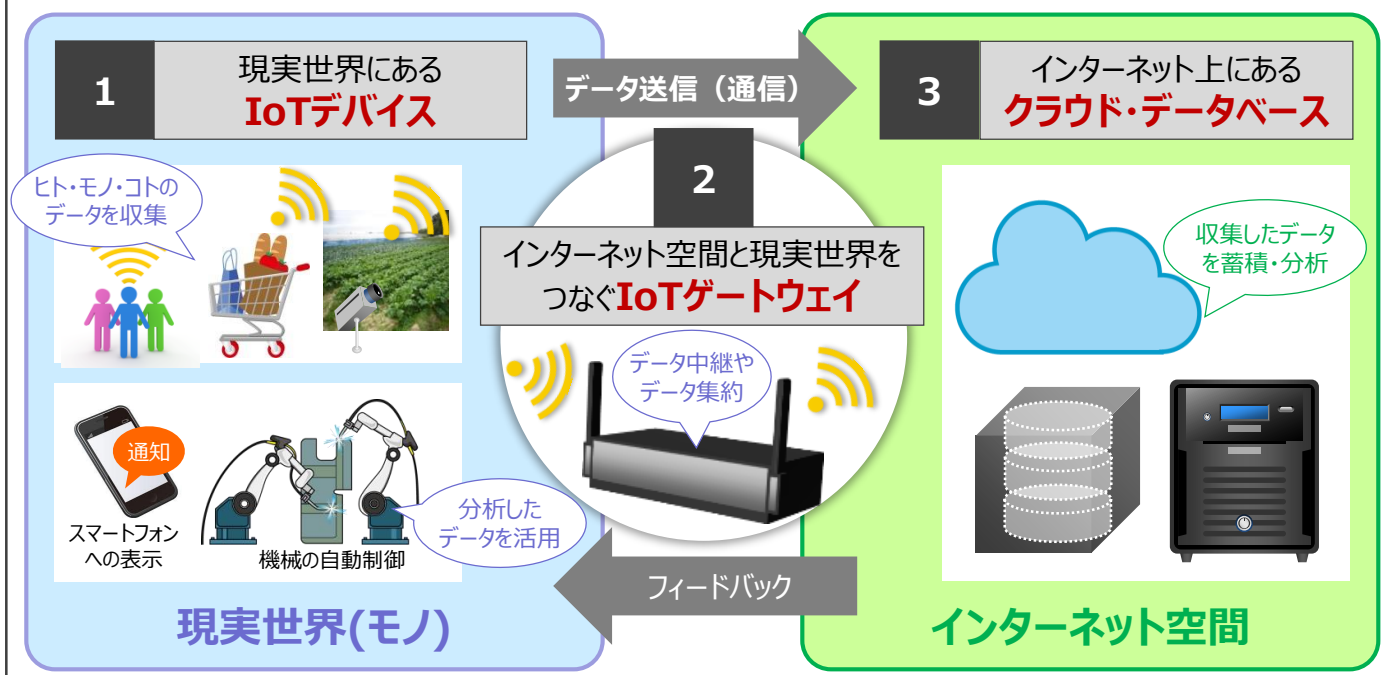 1
現実世界にある
IoTデバイス
データ送信（通信）
3
インターネット上にある
クラウド・データベース
ヒト・モノ・コトの
データを収集
2
インターネット空間と現実世界を
つなぐIoTゲートウェイ
収集したデータ
を蓄積・分析
データ中継や
データ集約
通知
スマートフォン
への表示
機械の自動制御
分析した
データを活用
フィードバック
現実世界(モノ)
インターネット空間